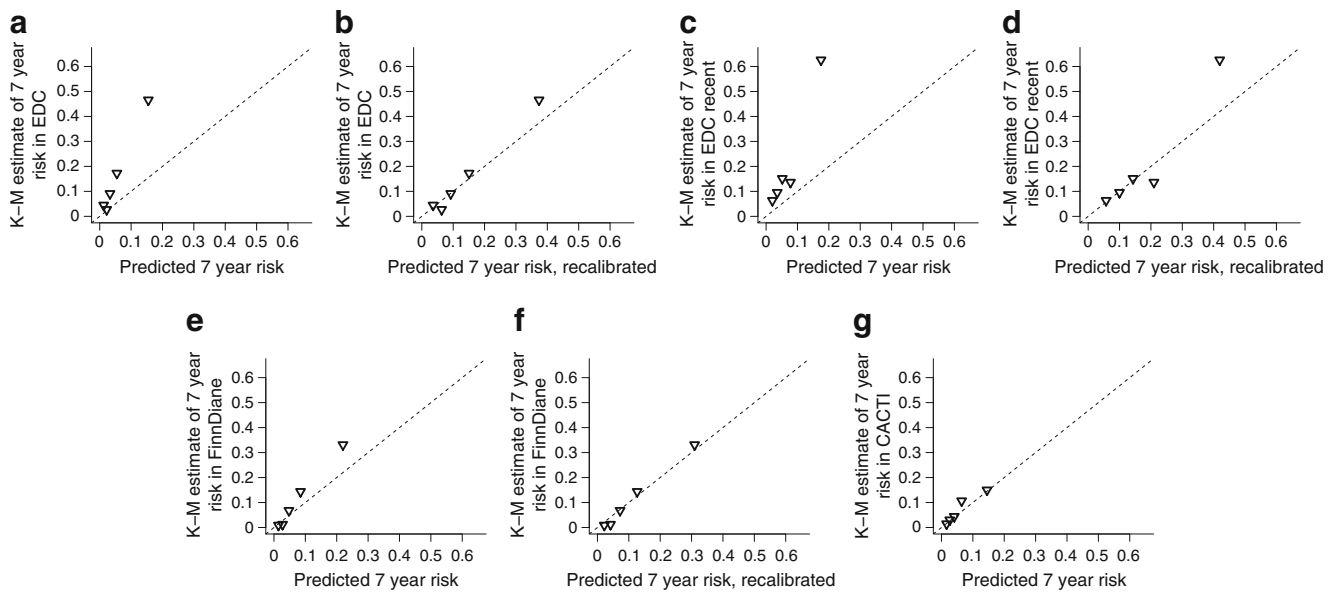 a
K–M estimate of 7 year
risk in EDC
0.6
0.5
0.4
0.3
0.2
0.1
0
0 0.1 0.2 0.3 0.4 0.5 0.6
Predicted 7 year risk
b
K–M estimate of 7 year
risk in EDC
0.6
0.5
0.4
0.3
0.2
0.1
0
0 0.1 0.2 0.3 0.4 0.5 0.6
Predicted 7 year risk, recalibrated
c
K–M estimate of 7 year
risk in EDC recent
0.6
0.5
0.4
0.3
0.2
0.1
0
0 0.1 0.2 0.3 0.4 0.5 0.6
Predicted 7 year risk
d
K–M estimate of 7 year
risk in EDC recent
0.6
0.5
0.4
0.3
0.2
0.1
0
0 0.1 0.2 0.3 0.4 0.5 0.6
Predicted 7 year risk, recalibrated
e
K–M estimate of 7 year
risk in FinnDiane
0.6
0.5
0.4
0.3
0.2
0.1
0
0 0.1 0.2 0.3 0.4 0.5 0.6
Predicted 7 year risk
f
K–M estimate of 7 year
risk in FinnDiane
0.6
0.5
0.4
0.3
0.2
0.1
0
0 0.1 0.2 0.3 0.4 0.5 0.6
Predicted 7 year risk, recalibrated
g
K–M estimate of 7 year
risk in CACTI
0.6
0.5
0.4
0.3
0.2
0.1
0
0 0.1 0.2 0.3 0.4 0.5 0.6
Predicted 7 year risk